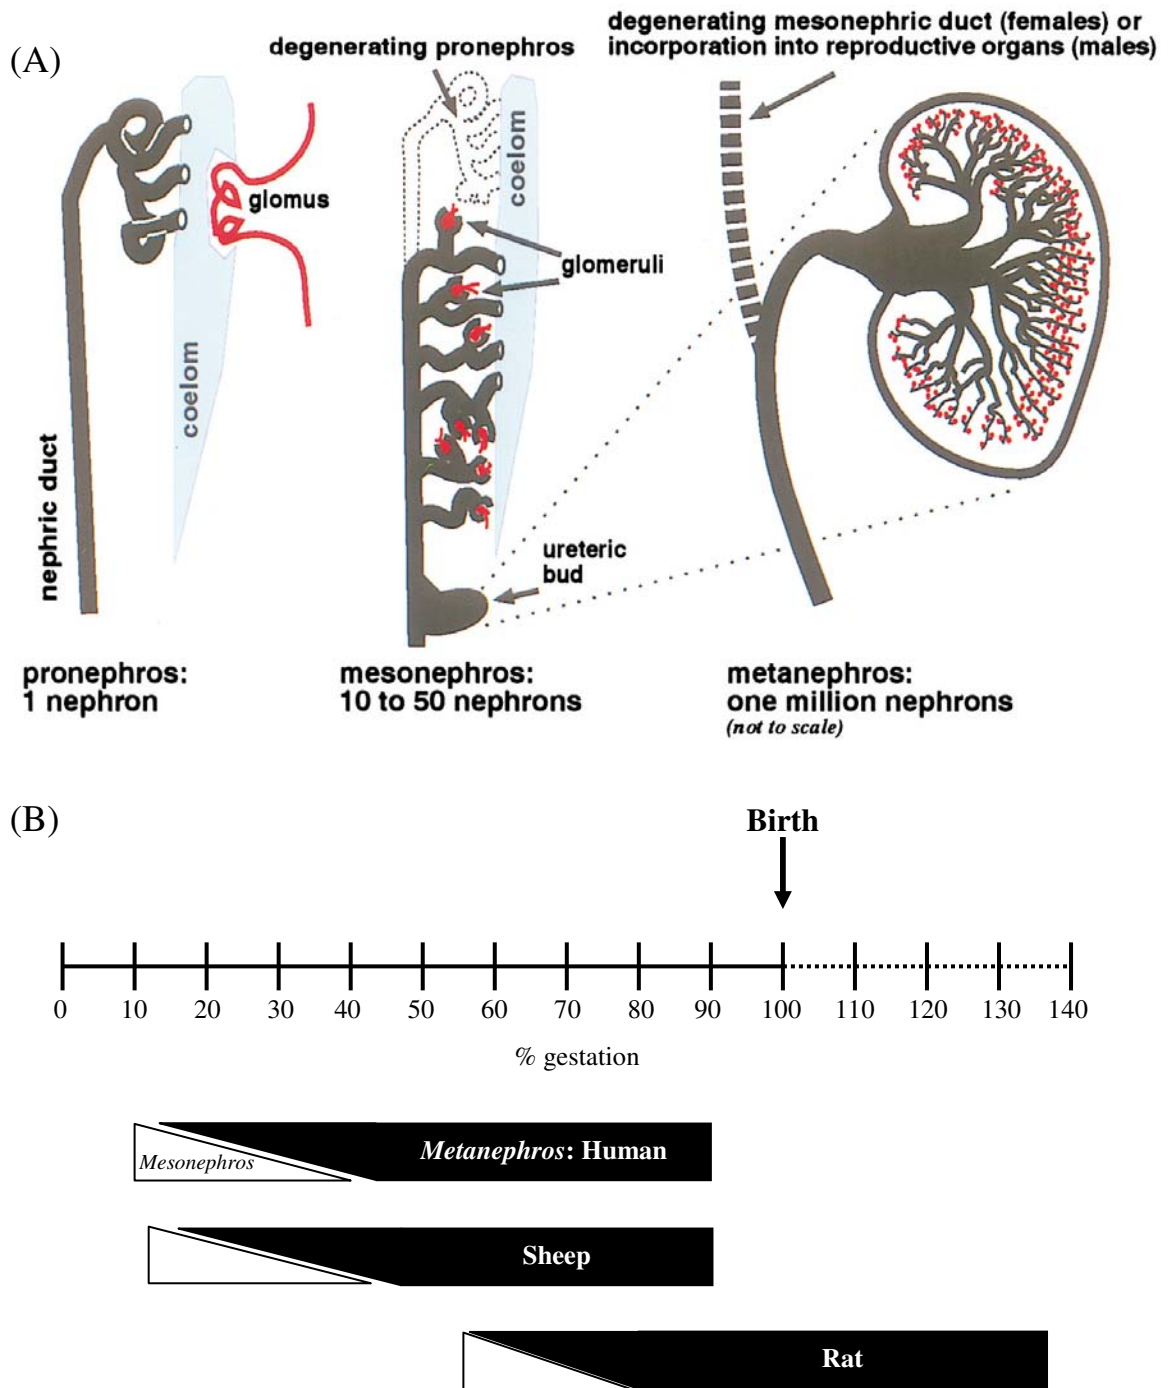 (A)
degenerating pronephros
degenerating mesonephric duct (females) or
incorporation into reproductive organs (males)
glomus
coelom
nephric duct
coelom
glomeruli
ureteric
bud
pronephros:
1 nephron
mesonephros:
10 to 50 nephrons
metanephros:
one million nephrons
(not to scale)
(B)
Birth
0 10 20 30 40 50 60 70 80 90 100 110 120 130 140
% gestation
Mesonephros
Metanephros: Human
Sheep
Rat